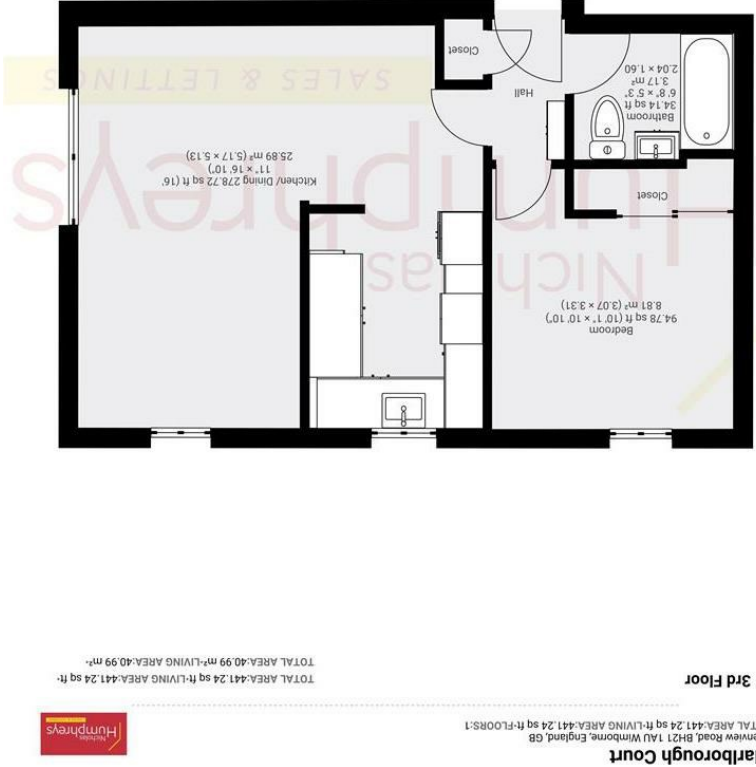 arlborough Court
enview Road, BH21 1AU Wimborne, England, GB
TAL AREA:441.24 sq ft-LIVING AREA:441.24 sq ft-FLOORS:1
Nicholas
Humphreys
3rd Floor
TOTAL AREA:441.24 sq ft-LIVING AREA:441.24 sq ft-
TOTAL AREA:40.99 m²-LIVING AREA:40.99 m²-
Bedroom
94.78 sq ft (10' 1" × 10' 10")
8.81 m² (3.07 × 3.31)
Closet
Kitchen/ Dining 278.72 sq ft (16'
11" × 16' 10")
25.89 m² (5.17 × 5.13)
Bathroom
34.14 sq ft
6'8" × 5'3"
3.17 m²
2.04 × 1.60
Hall
Closet
Nicholas
Humphreys
SALES & LETTINGS